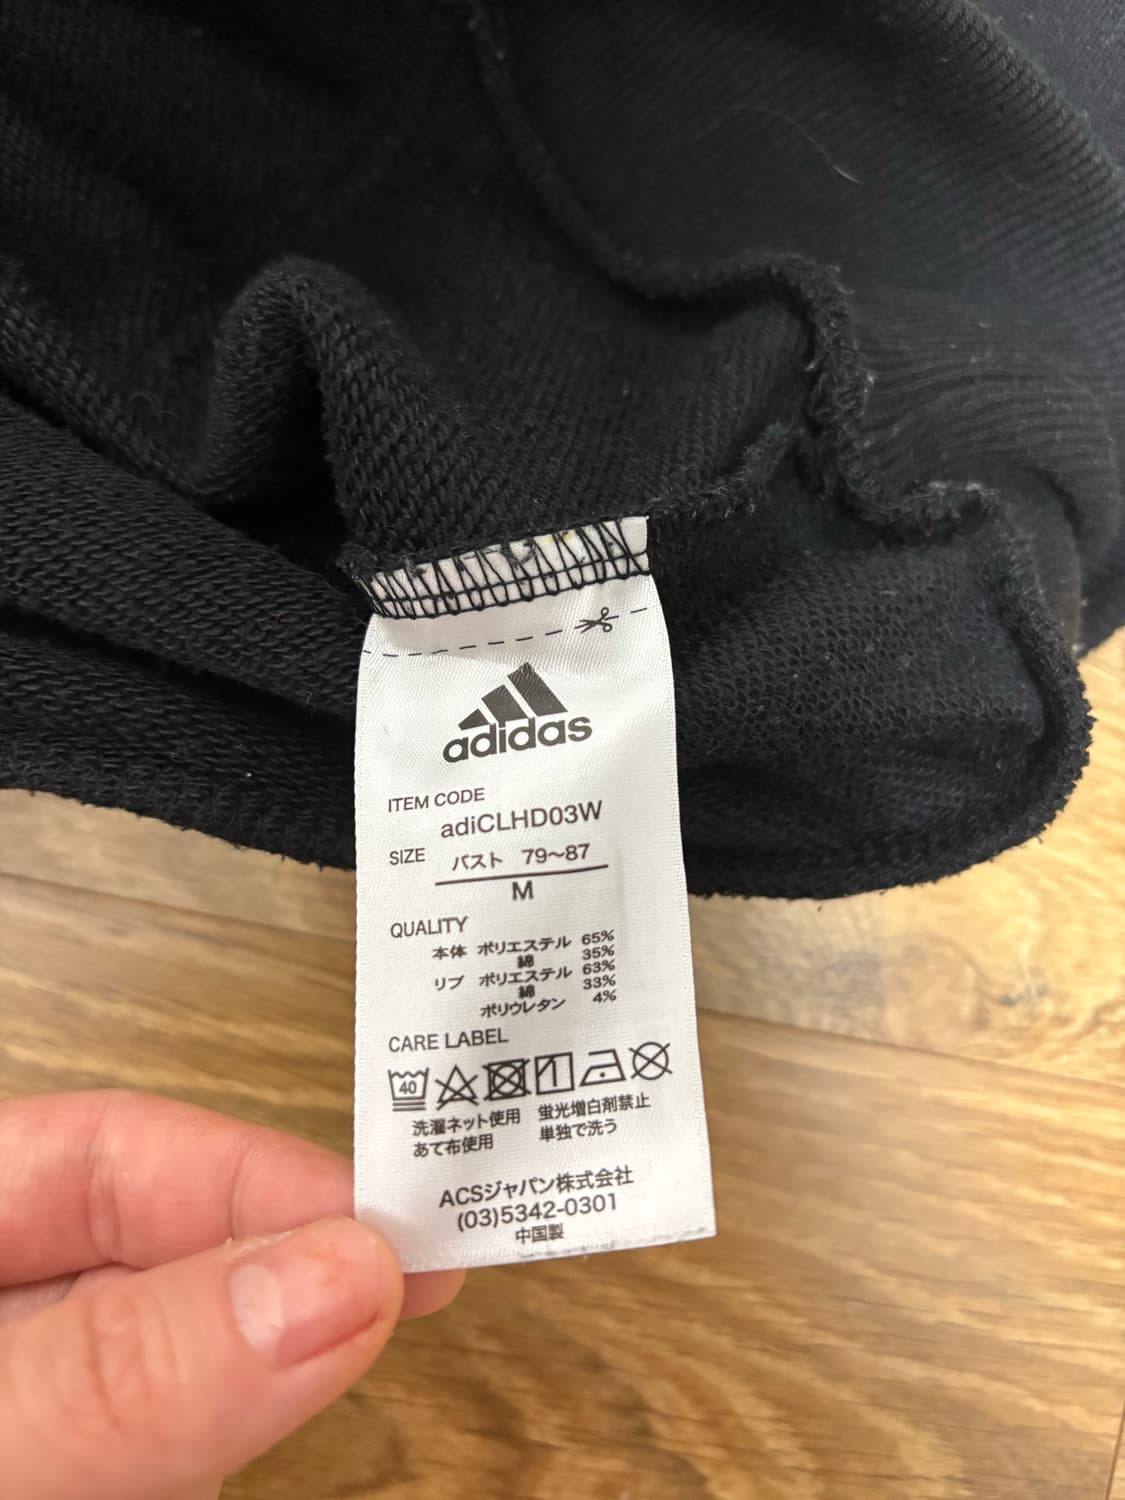 adidas
ITEM CODE
adiCLHD03W
SIZE バスト 79～87
M
QUALITY
本体 ポリエステル 65%
綿 35%
リブ ポリエステル 63%
綿 33%
ポリウレタン 4%
CARE LABEL
40
洗濯ネット使用 蛍光増白剤禁止
あて布使用 単独で洗う
ACSジャパン株式会社
(03)5342-0301
中国製